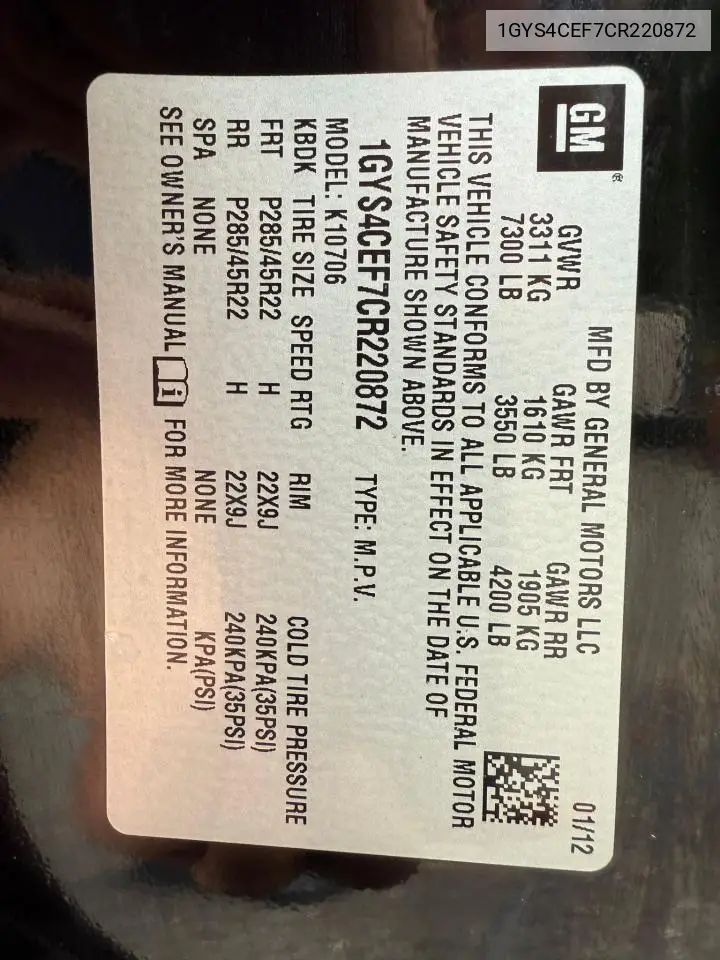 1GYS4CEF7CR220872
GM®
MFD BY GENERAL MOTORS LLC 01/12
GVWR GAWR FRT GAWR RR
3311 KG 1610 KG 1905 KG
7300 LB 3550 LB 4200 LB
THIS VEHICLE CONFORMS TO ALL APPLICABLE U.S. FEDERAL MOTOR
VEHICLE SAFETY STANDARDS IN EFFECT ON THE DATE OF
MANUFACTURE SHOWN ABOVE.
1GYS4CEF7CR220872 TYPE: M.P.V.
MODEL: K10706
KBDK TIRE SIZE SPEED RTG RIM COLD TIRE PRESSURE
FRT P285/45R22 H 22X9J 240KPA(35PSI)
RR P285/45R22 H 22X9J 240KPA(35PSI)
SPA NONE NONE KPA(PSI)
SEE OWNER'S MANUAL i FOR MORE INFORMATION.